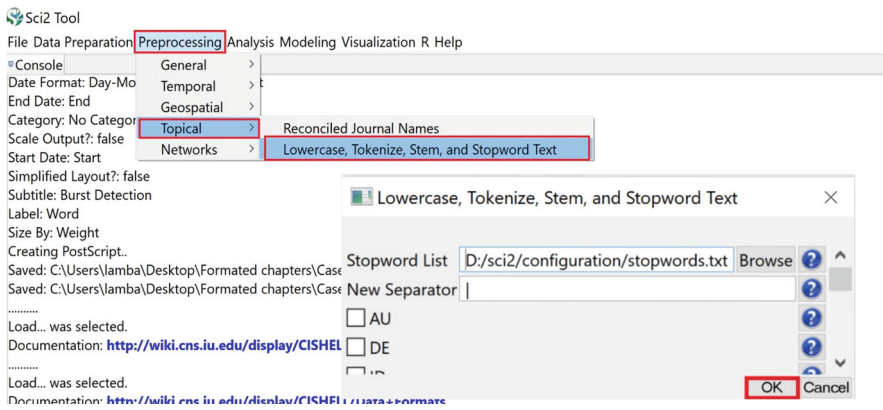 Sci2 Tool
File Data Preparation Preprocessing Analysis Modeling Visualization R Help
Console
General
Temporal
Geospatial
Topical
Networks
Reconciled Journal Names
Lowercase, Tokenize, Stem, and Stopword Text
Date Format: Day-Mo
End Date: End
Category: No Categor
Scale Output?: false
Start Date: Start
Simplified Layout?: false
Subtitle: Burst Detection
Label: Word
Size By: Weight
Creating PostScript..
Saved: C:\Users\lamba\Desktop\Formated chapters\Case
Saved: C:\Users\lamba\Desktop\Formated chapters\Case
..........
Load... was selected.
Documentation: http://wiki.cns.iu.edu/display/CISHEL
..........
Load... was selected.
Documentation: http://wiki.cns.iu.edu/display/CISHELL/Data+Formats
Lowercase, Tokenize, Stem, and Stopword Text
Stopword List D:/sci2/configuration/stopwords.txt Browse
New Separator |
AU
DE
OK Cancel